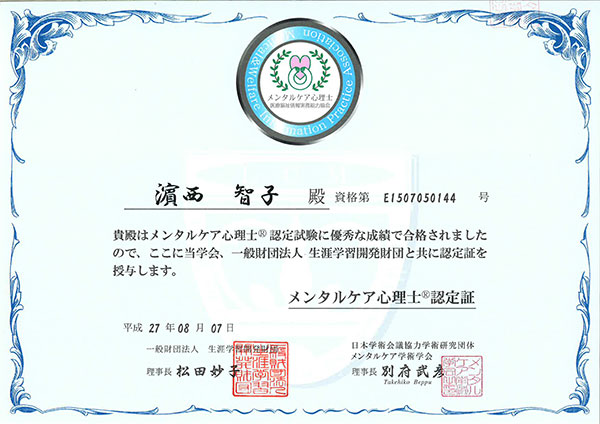 Medical&Welfare Information Practice Association
メンタルケア心理士
医療福祉情報実務能力協会
濵西 智子 殿 資格第 E1507050144 号
貴殿はメンタルケア心理士®認定試験に優秀な成績で合格されました
ので、ここに当学会、一般財団法人 生涯学習開発財団と共に認定証を
授与します。
メンタルケア心理士®認定証
平成 27 年 08 月 07 日
一般財団法人 生涯学習開発財団
理事長 松田妙子
日本学術会議協力学術研究団体
メンタルケア学術学会
理事長 別府武彦
Takehiko Beppu